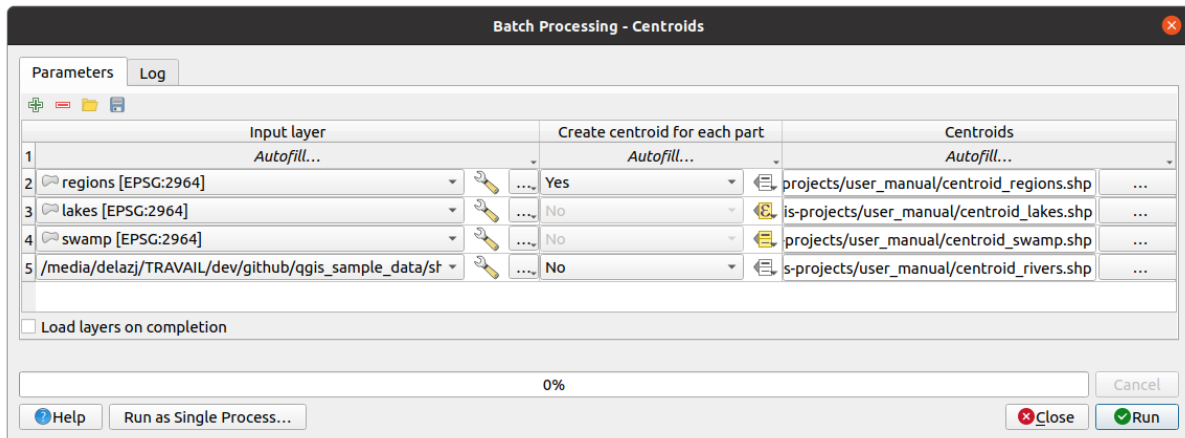 Batch Processing - Centroids
Parameters Log
Input layer Create centroid for each part Centroids
1 Autofill... Autofill... Autofill...
2 regions [EPSG:2964] ... Yes projects/user_manual/centroid_regions.shp ...
3 lakes [EPSG:2964] ... No ε is-projects/user_manual/centroid_lakes.shp ...
4 swamp [EPSG:2964] ... No projects/user_manual/centroid_swamp.shp ...
5 /media/delazj/TRAVAIL/dev/github/qgis_sample_data/sh ... No s-projects/user_manual/centroid_rivers.shp ...
Load layers on completion
0% Cancel
Help Run as Single Process... Close Run